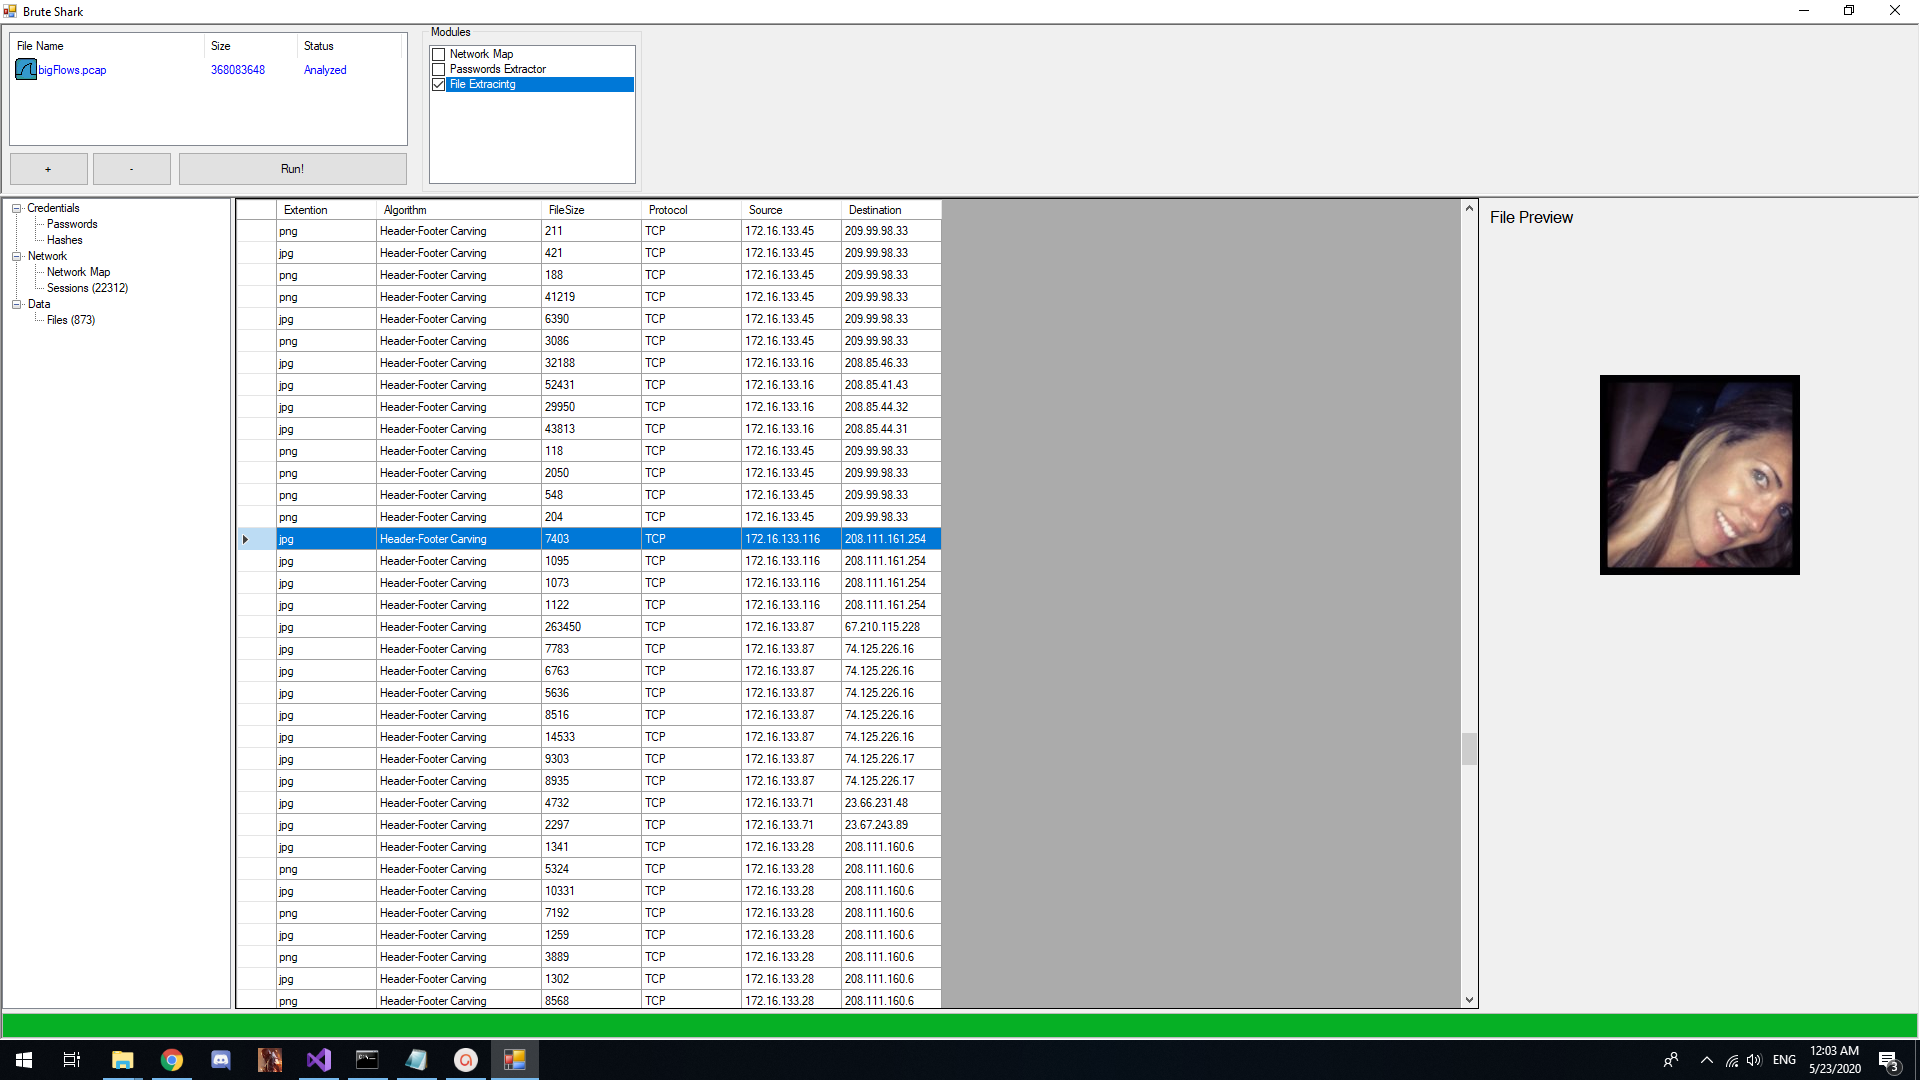 Brute Shark
File Name Size Status
bigFlows.pcap 368083648 Analyzed
+ - Run!
Modules
Network Map
Passwords Extractor
File Extracintg
Credentials
Passwords
Hashes
Network
Network Map
Sessions (22312)
Data
Files (873)
Extention Algorithm FileSize Protocol Source Destination
png Header-Footer Carving 211 TCP 172.16.133.45 209.99.98.33
jpg Header-Footer Carving 421 TCP 172.16.133.45 209.99.98.33
png Header-Footer Carving 188 TCP 172.16.133.45 209.99.98.33
png Header-Footer Carving 41219 TCP 172.16.133.45 209.99.98.33
jpg Header-Footer Carving 6390 TCP 172.16.133.45 209.99.98.33
png Header-Footer Carving 3086 TCP 172.16.133.45 209.99.98.33
jpg Header-Footer Carving 32188 TCP 172.16.133.16 208.85.46.33
jpg Header-Footer Carving 52431 TCP 172.16.133.16 208.85.41.43
jpg Header-Footer Carving 29950 TCP 172.16.133.16 208.85.44.32
jpg Header-Footer Carving 43813 TCP 172.16.133.16 208.85.44.31
png Header-Footer Carving 118 TCP 172.16.133.45 209.99.98.33
png Header-Footer Carving 2050 TCP 172.16.133.45 209.99.98.33
png Header-Footer Carving 548 TCP 172.16.133.45 209.99.98.33
png Header-Footer Carving 204 TCP 172.16.133.45 209.99.98.33
jpg Header-Footer Carving 7403 TCP 172.16.133.116 208.111.161.254
jpg Header-Footer Carving 1095 TCP 172.16.133.116 208.111.161.254
jpg Header-Footer Carving 1073 TCP 172.16.133.116 208.111.161.254
jpg Header-Footer Carving 1122 TCP 172.16.133.116 208.111.161.254
jpg Header-Footer Carving 263450 TCP 172.16.133.87 67.210.115.228
jpg Header-Footer Carving 7783 TCP 172.16.133.87 74.125.226.16
jpg Header-Footer Carving 6763 TCP 172.16.133.87 74.125.226.16
jpg Header-Footer Carving 5636 TCP 172.16.133.87 74.125.226.16
jpg Header-Footer Carving 8516 TCP 172.16.133.87 74.125.226.16
jpg Header-Footer Carving 14533 TCP 172.16.133.87 74.125.226.16
jpg Header-Footer Carving 9303 TCP 172.16.133.87 74.125.226.17
jpg Header-Footer Carving 8935 TCP 172.16.133.87 74.125.226.17
jpg Header-Footer Carving 4732 TCP 172.16.133.71 23.66.231.48
jpg Header-Footer Carving 2297 TCP 172.16.133.71 23.67.243.89
jpg Header-Footer Carving 1341 TCP 172.16.133.28 208.111.160.6
png Header-Footer Carving 5324 TCP 172.16.133.28 208.111.160.6
jpg Header-Footer Carving 10331 TCP 172.16.133.28 208.111.160.6
png Header-Footer Carving 7192 TCP 172.16.133.28 208.111.160.6
jpg Header-Footer Carving 1259 TCP 172.16.133.28 208.111.160.6
png Header-Footer Carving 3889 TCP 172.16.133.28 208.111.160.6
jpg Header-Footer Carving 1302 TCP 172.16.133.28 208.111.160.6
png Header-Footer Carving 8568 TCP 172.16.133.28 208.111.160.6
File Preview
ENG
12:03 AM
5/23/2020
3